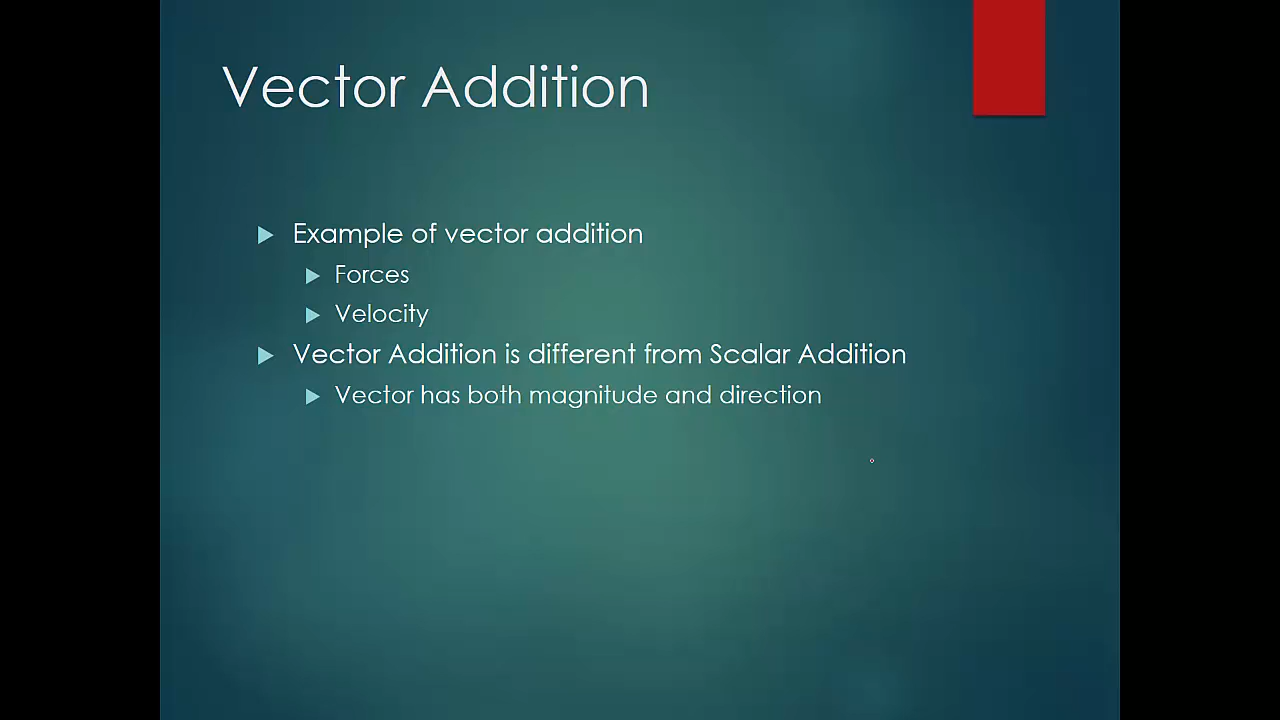 Vector Addition
Example of vector addition
Forces
Velocity
Vector Addition is different from Scalar Addition
Vector has both magnitude and direction